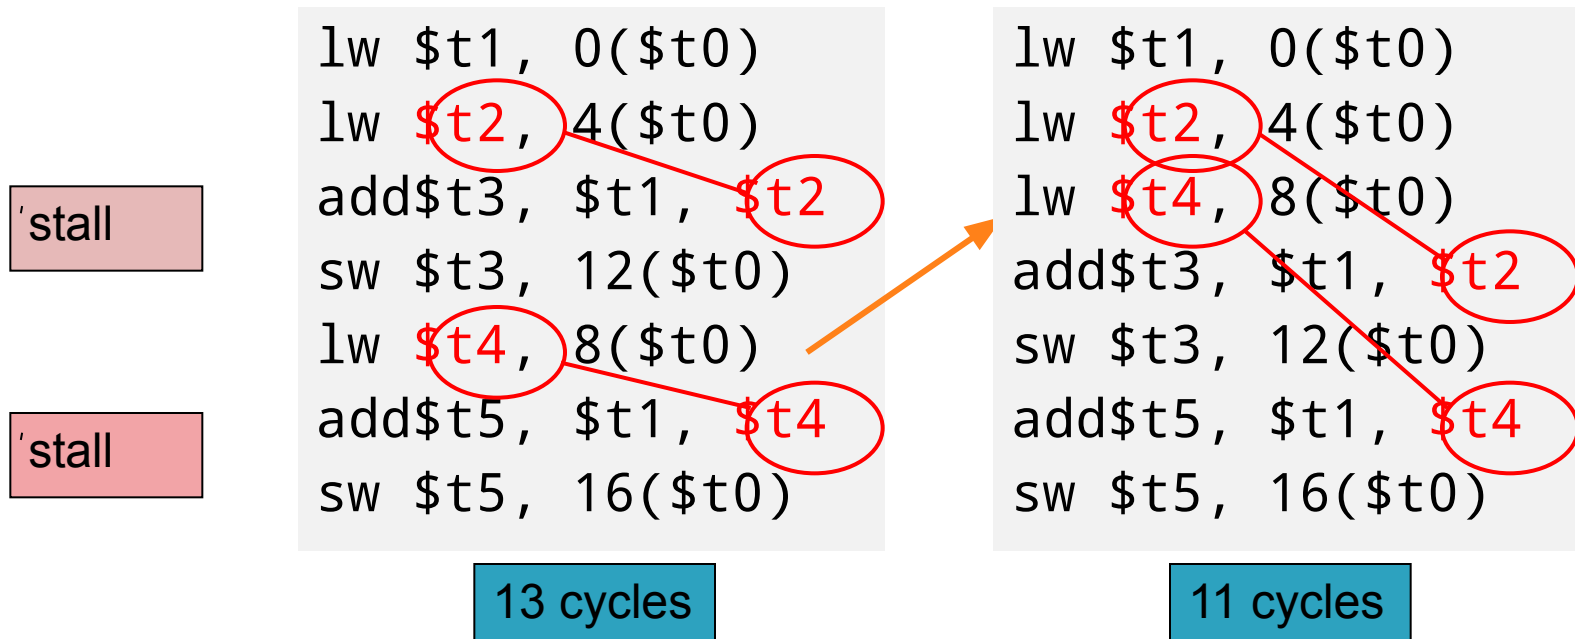 stall
stall
lw $t1, 0($t0)
lw $t2, 4($t0)
add$t3, $t1, $t2
sw $t3, 12($t0)
lw $t4, 8($t0)
add$t5, $t1, $t4
sw $t5, 16($t0)
13 cycles
lw $t1, 0($t0)
lw $t2, 4($t0)
lw $t4, 8($t0)
add$t3, $t1, $t2
sw $t3, 12($t0)
add$t5, $t1, $t4
sw $t5, 16($t0)
11 cycles